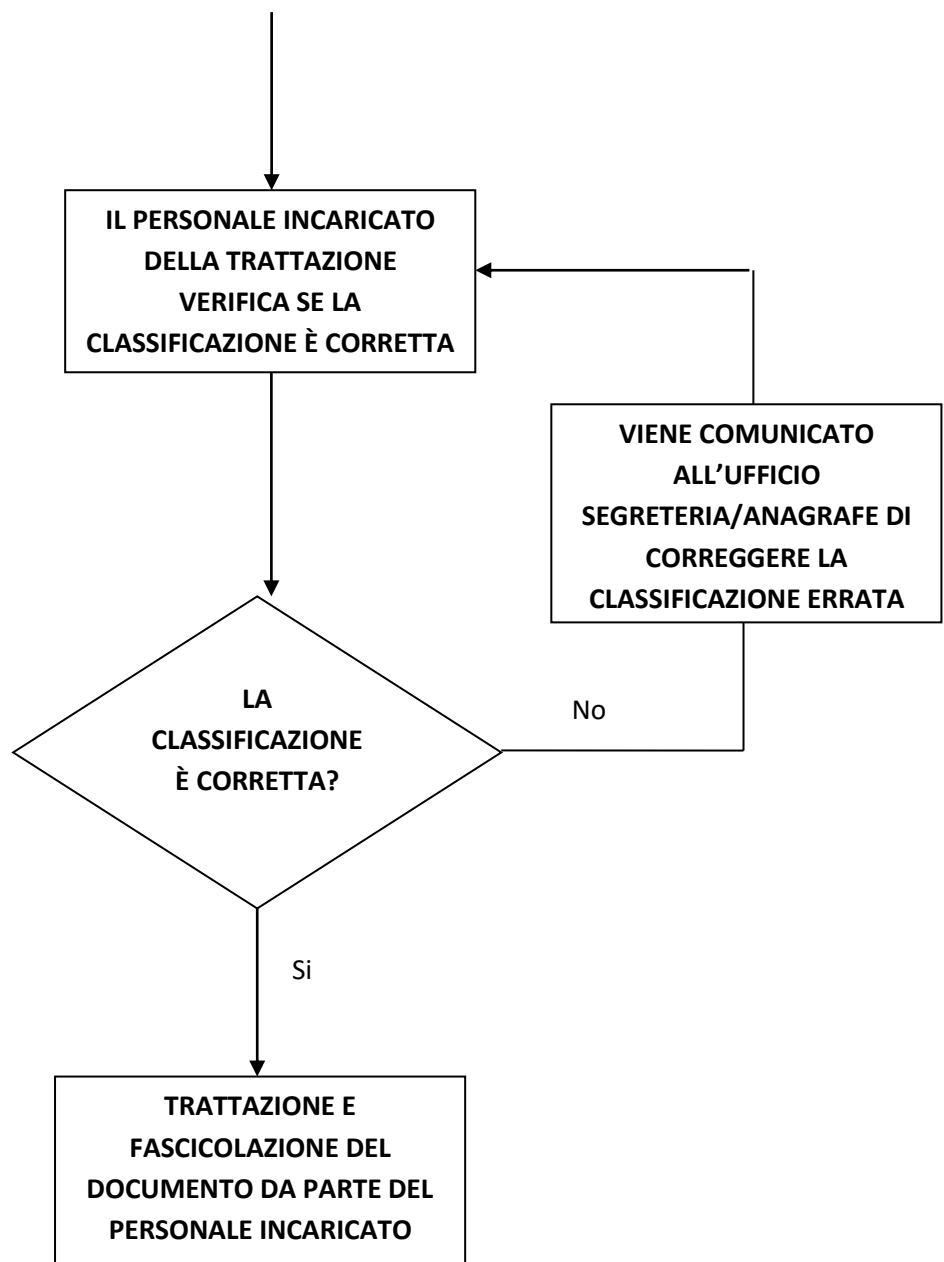 IL PERSONALE INCARICATO
DELLA TRATTAZIONE
VERIFICA SE LA
CLASSIFICAZIONE È CORRETTA
VIENE COMUNICATO
ALL’UFFICIO
SEGRETERIA/ANAGRAFE DI
CORREGGERE LA
CLASSIFICAZIONE ERRATA
LA
CLASSIFICAZIONE
È CORRETTA?
No
Si
TRATTAZIONE E
FASCICOLAZIONE DEL
DOCUMENTO DA PARTE DEL
PERSONALE INCARICATO